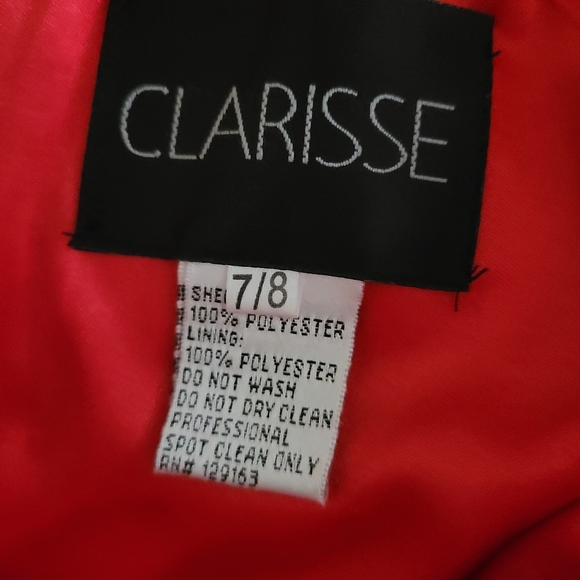 CLARISSE
7/8
SHE
100% POLYESTER
LINING:
100% POLYESTER
DO NOT WASH
DO NOT DRY CLEAN
PROFESSIONAL
SPOT CLEAN ONLY
RN# 129163